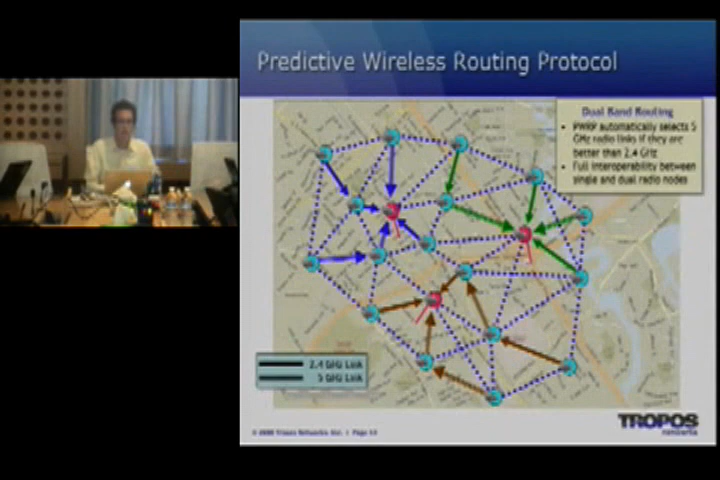 Predictive Wireless Routing Protocol
Dual Band Routing
• PWRP automatically selects 5
GHz radio links if they are
better than 2.4 GHz
• Full interoperability between
single and dual radio nodes
2.4 GHz Link
5 GHz Link
TROPOS
networks